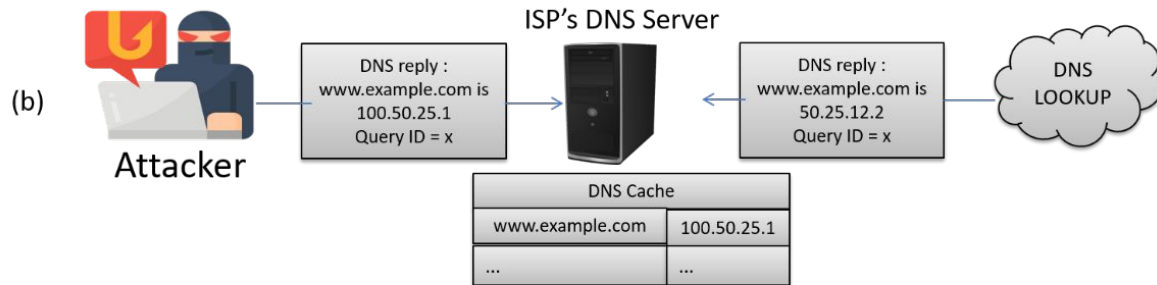 ISP's DNS Server
(b)
DNS reply :
www.example.com is
100.50.25.1
Query ID = x
DNS reply :
www.example.com is
50.25.12.2
Query ID = x
DNS
LOOKUP
Attacker
DNS Cache
www.example.com 100.50.25.1
... ...